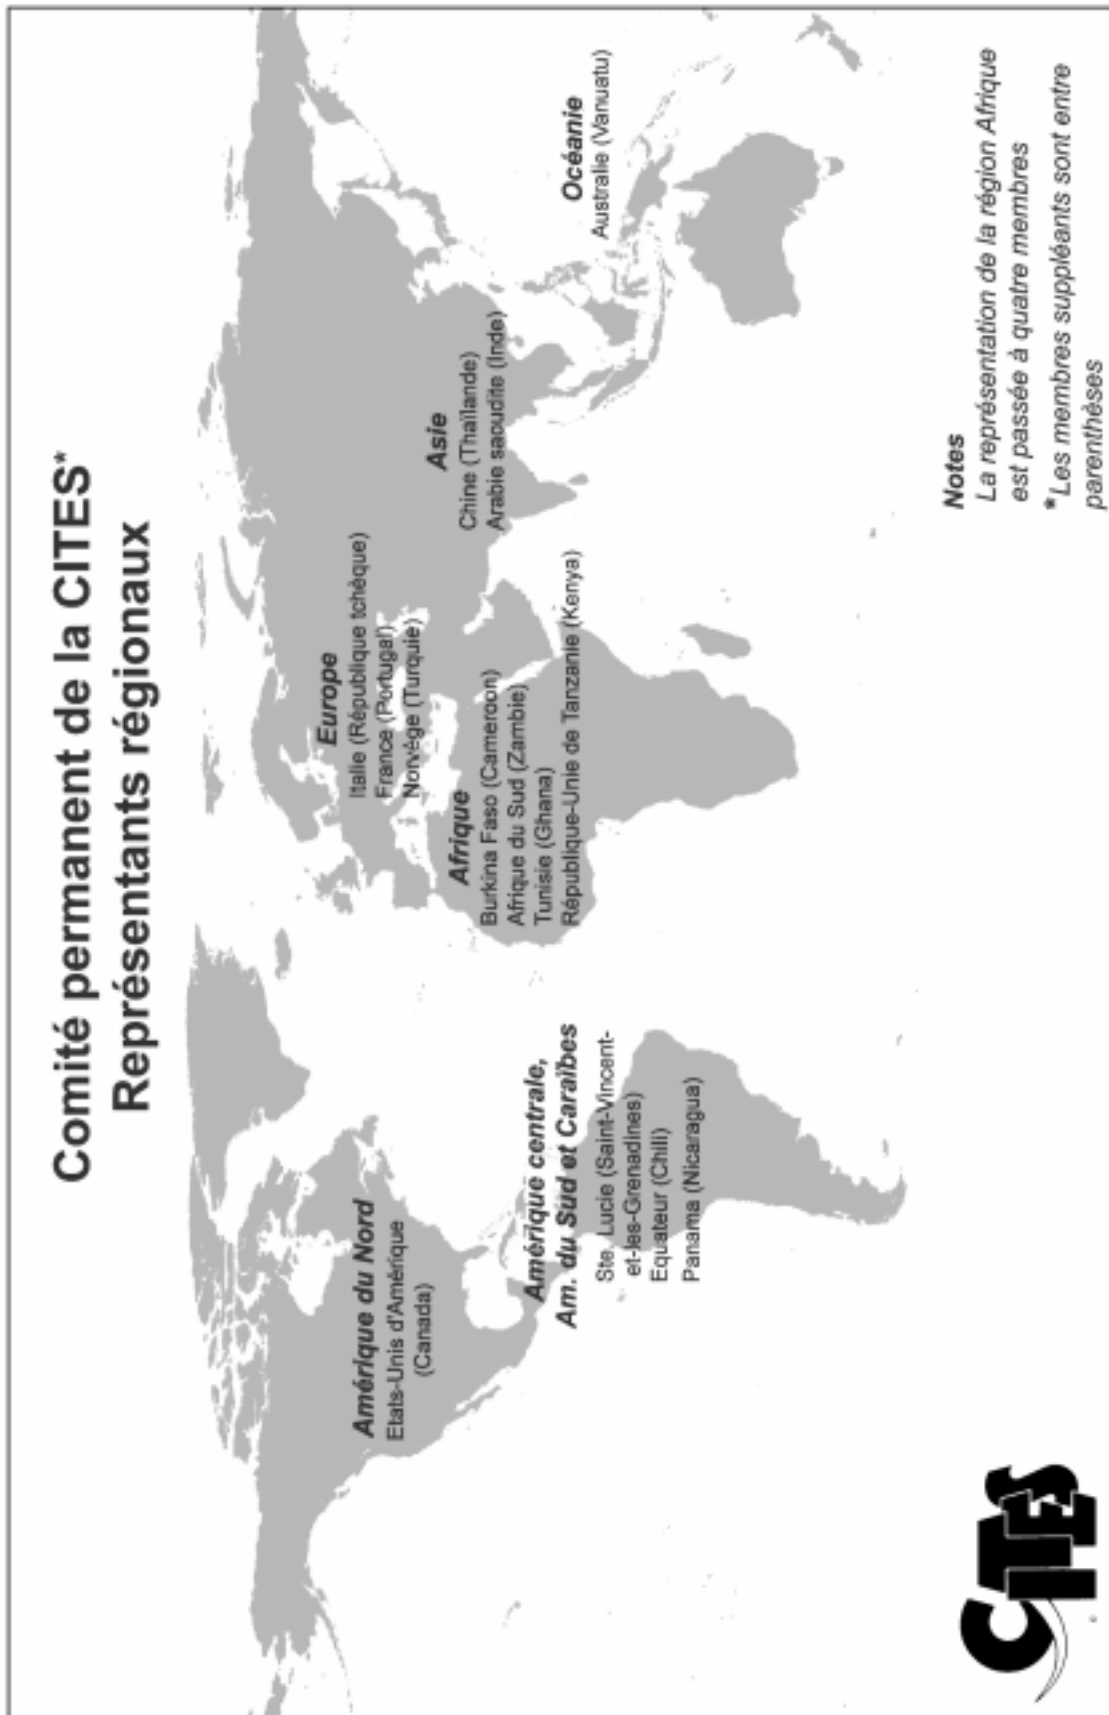 Comité permanent de la CITES*
Représentants régionaux
Amérique du Nord
Etats-Unis d'Amérique
(Canada)
Amérique centrale,
Am. du Sud et Caraïbes
Ste. Lucie (Saint-Vincent-
et-les-Grenadines)
Equateur (Chili)
Panama (Nicaragua)
Europe
Italie (République tchèque)
France (Portugal)
Norvège (Turquie)
Afrique
Burkina Faso (Cameroon)
Afrique du Sud (Zambie)
Tunisie (Ghana)
République-Unie de Tanzanie (Kenya)
Asie
Chine (Thaïlande)
Arabie saoudite (Inde)
Océanie
Australie (Vanuatu)
Notes
La représentation de la région Afrique
est passée à quatre membres
*Les membres suppléants sont entre
parenthèses
CITES